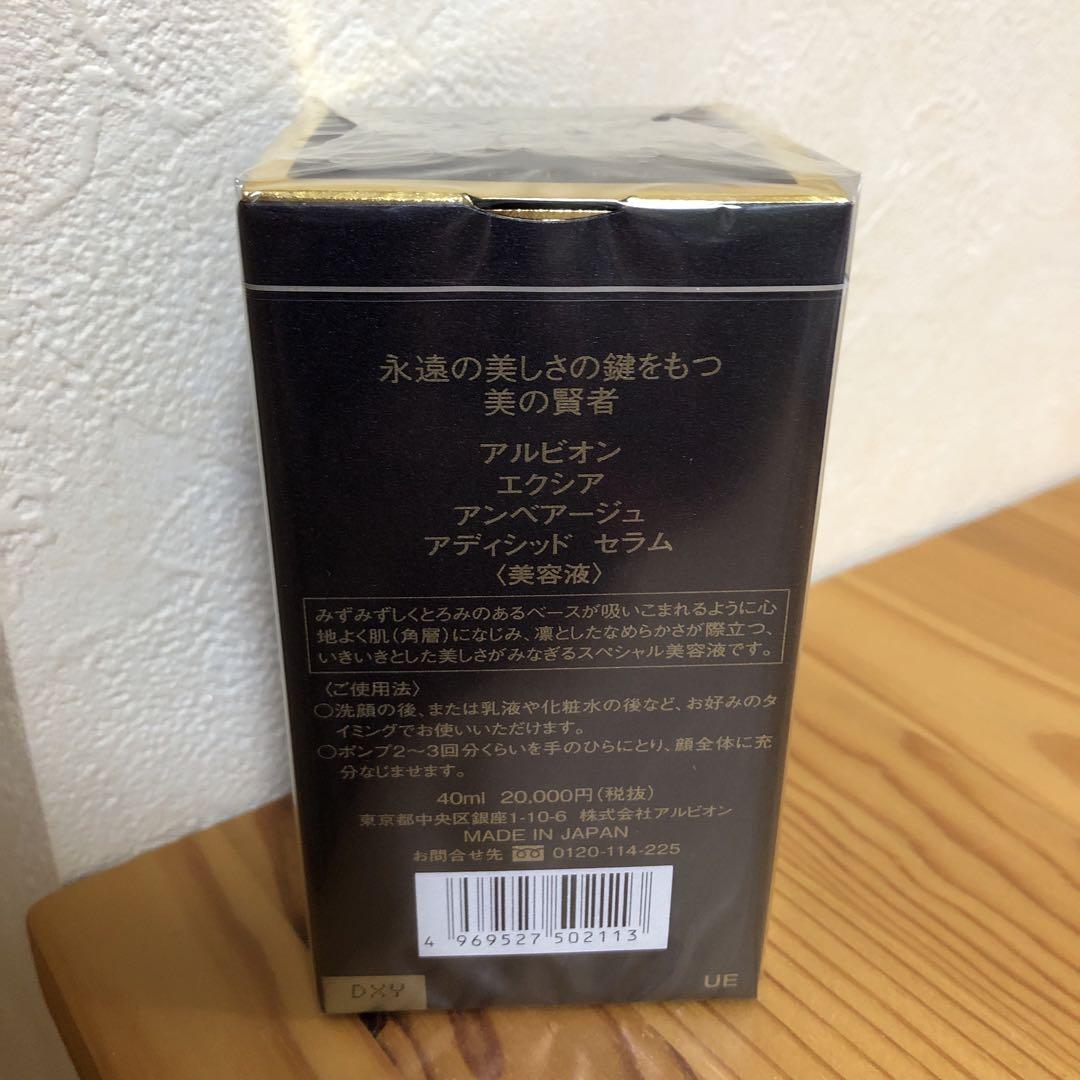 永遠の美しさの鍵をもつ
美の賢者
アルビオン
エクシア
アンベアージュ
アディシッド セラム
〈美容液〉
みずみずしくとろみのあるベースが吸いこまれるように心
地よく肌(角層)になじみ、凛としたなめらかさが際立つ、
いきいきとした美しさがみなぎるスペシャル美容液です。
〈ご使用法〉
○洗顔の後、または乳液や化粧水の後など、お好みのタ
イミングでお使いいただけます。
○ポンプ2〜3回分くらいを手のひらにとり、顔全体に充
分なじませます。
40ml 20,000円(税抜)
東京都中央区銀座1-10-6 株式会社アルビオン
MADE IN JAPAN
お問合せ先 0120-114-225
4 969527 502113
DXY
UE